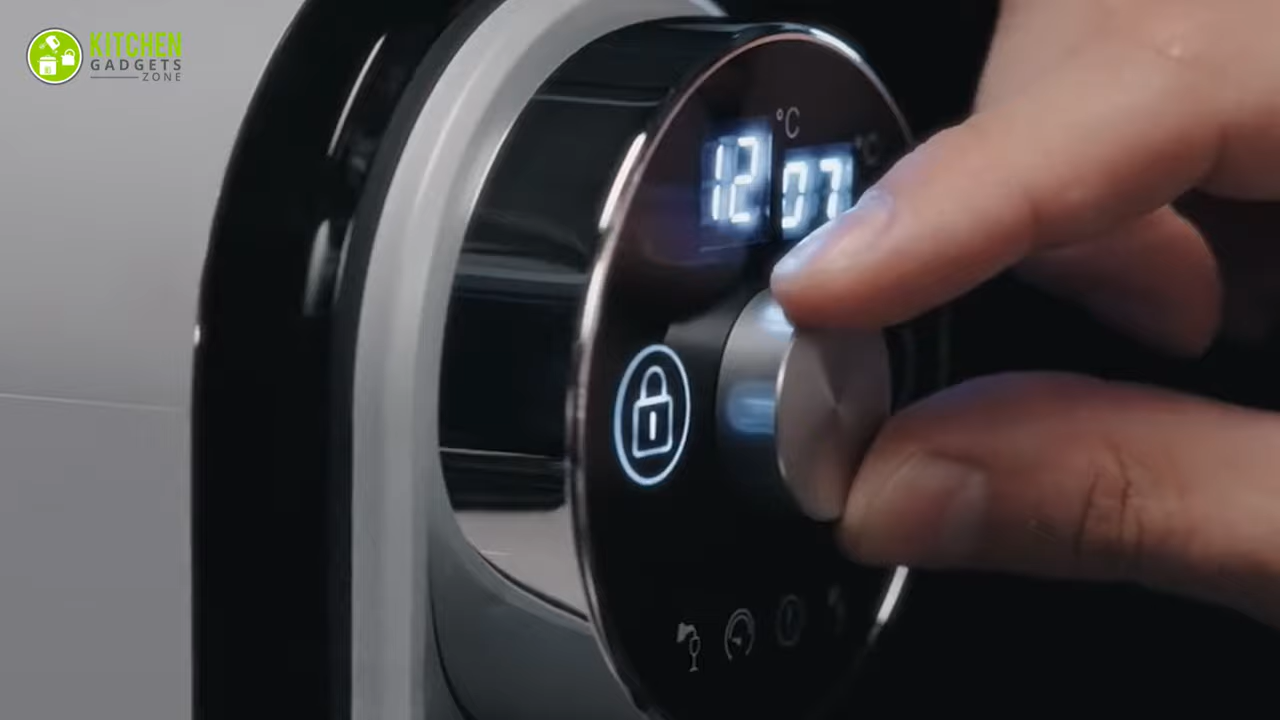 KITCHEN
GADGETS
ZONE
°C
°C
12 07